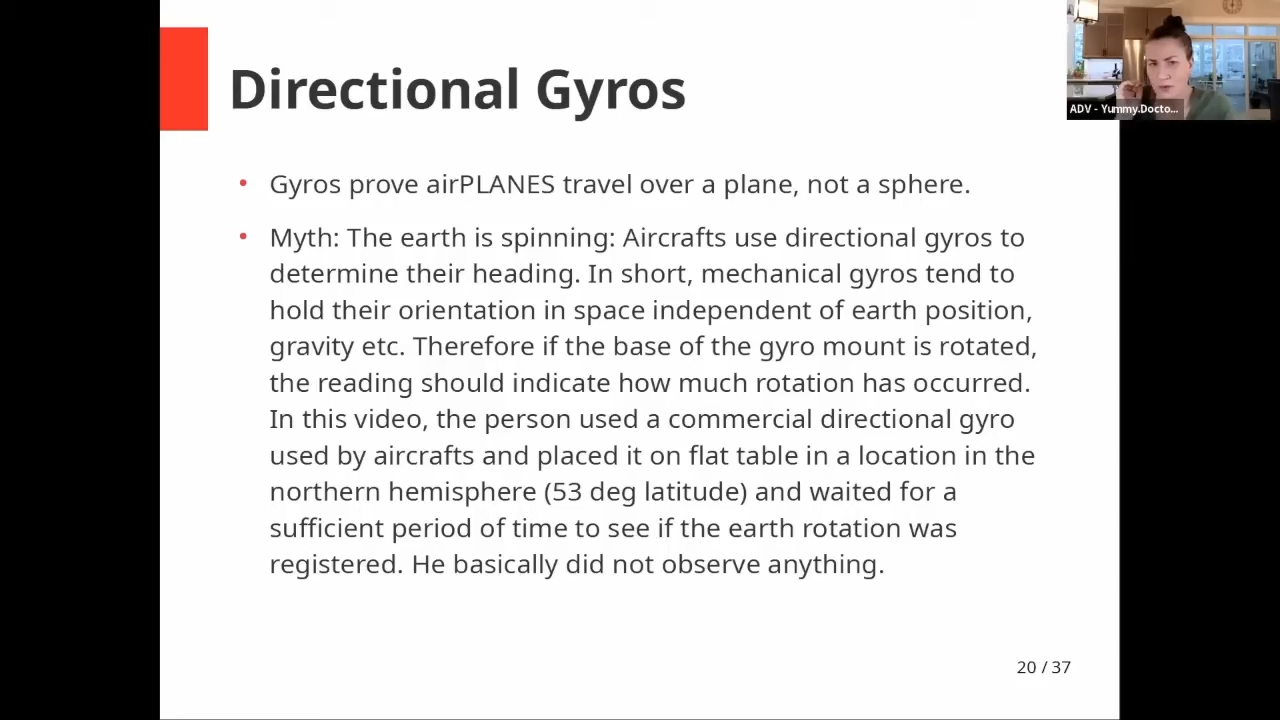 Directional Gyros
ADV - Yummy.Docto...
• Gyros prove airPLANES travel over a plane, not a sphere.
• Myth: The earth is spinning: Aircrafts use directional gyros to
determine their heading. In short, mechanical gyros tend to
hold their orientation in space independent of earth position,
gravity etc. Therefore if the base of the gyro mount is rotated,
the reading should indicate how much rotation has occurred.
In this video, the person used a commercial directional gyro
used by aircrafts and placed it on flat table in a location in the
northern hemisphere (53 deg latitude) and waited for a
sufficient period of time to see if the earth rotation was
registered. He basically did not observe anything.
20 / 37